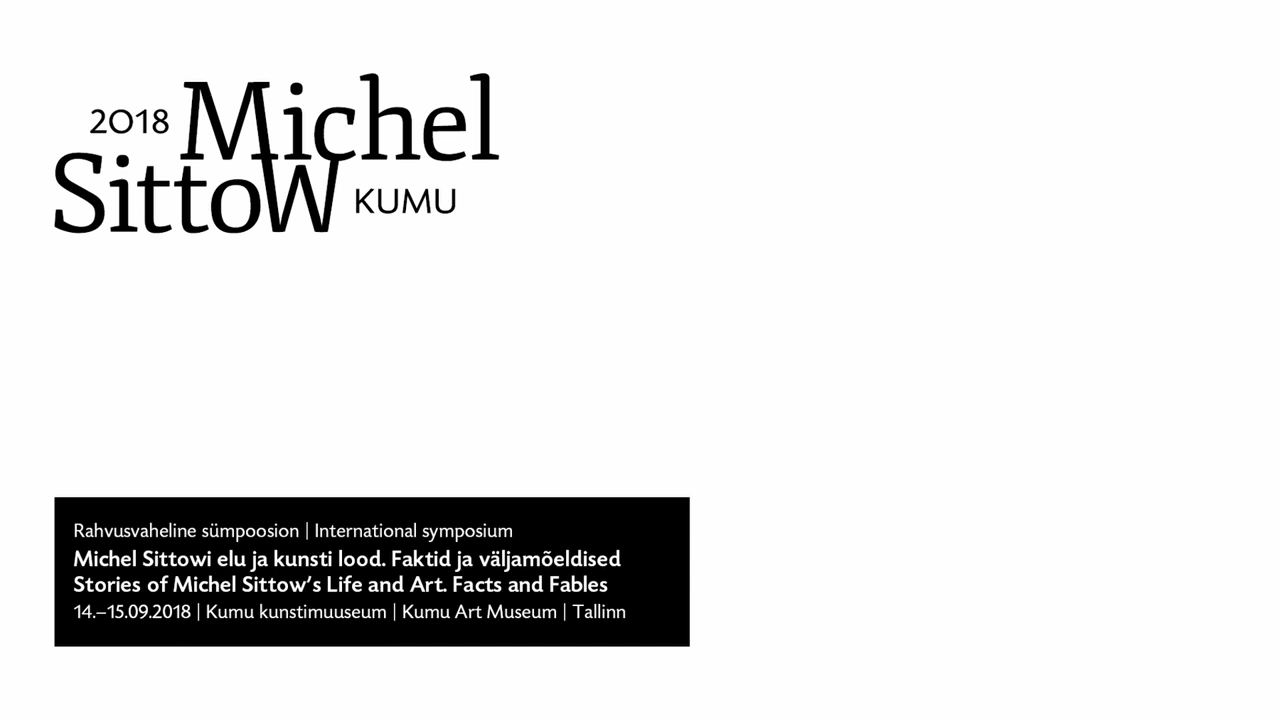 2018 Michel
SittoW KUMU
Rahvusvaheline sümpoosion | International symposium
Michel Sittowi elu ja kunsti lood. Faktid ja väljamõeldised
Stories of Michel Sittow's Life and Art. Facts and Fables
14.–15.09.2018 | Kumu kunstimuuseum | Kumu Art Museum | Tallinn